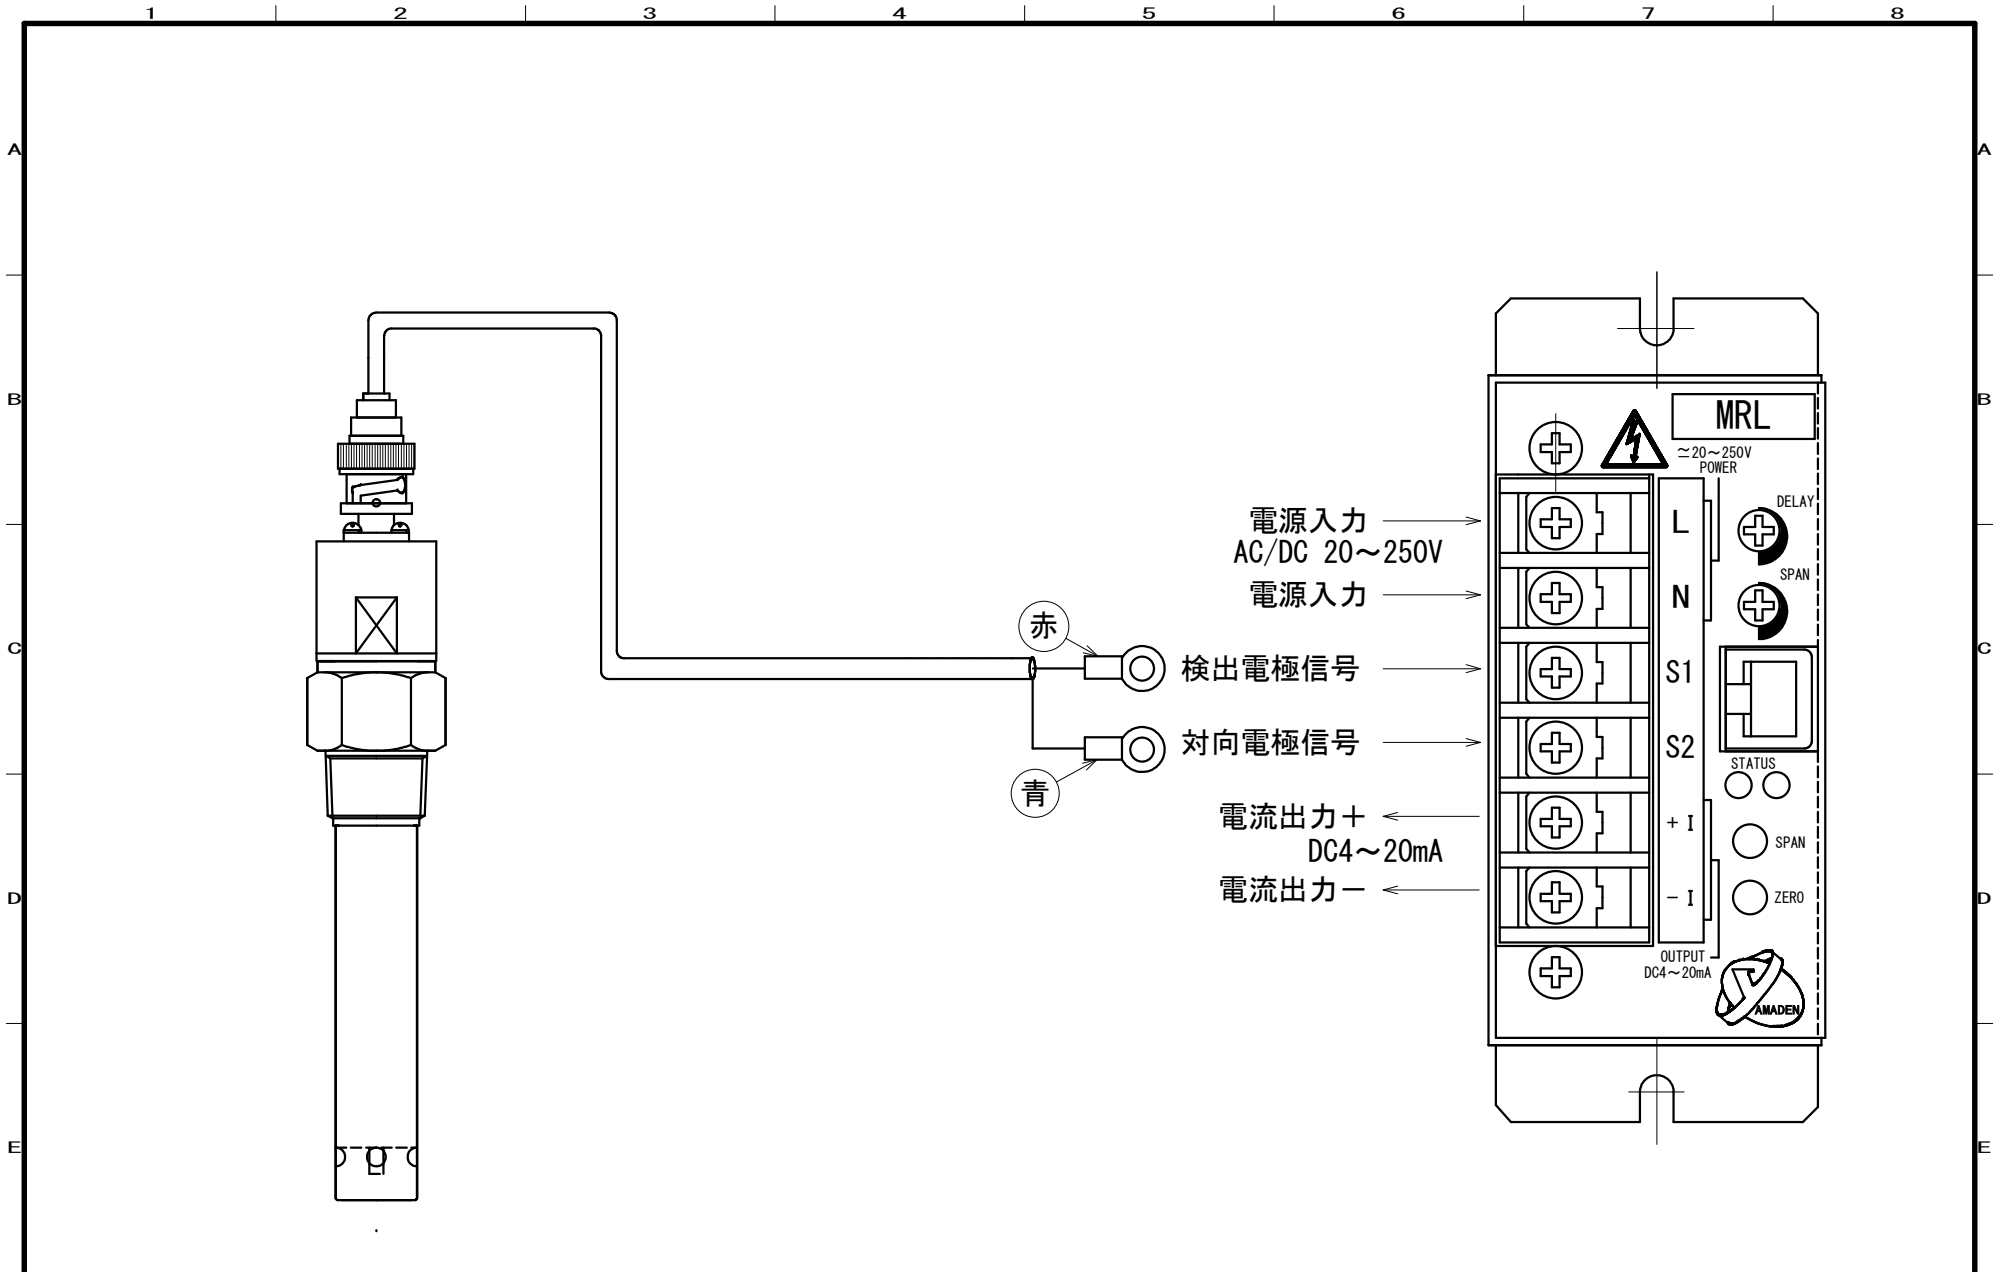 1 2 3 4 5 6 7 8
A A
B B
MRL
≃20～250V
POWER
電源入力
AC/DC 20～250V
L
DELAY
電源入力
N
SPAN
C C
赤
検出電極信号
S1
対向電極信号
S2
青
STATUS
電流出力＋
DC4～20mA
+ I
SPAN
電流出力－
- I
ZERO
D D
OUTPUT
DC4～20mA
AMADEN
E E